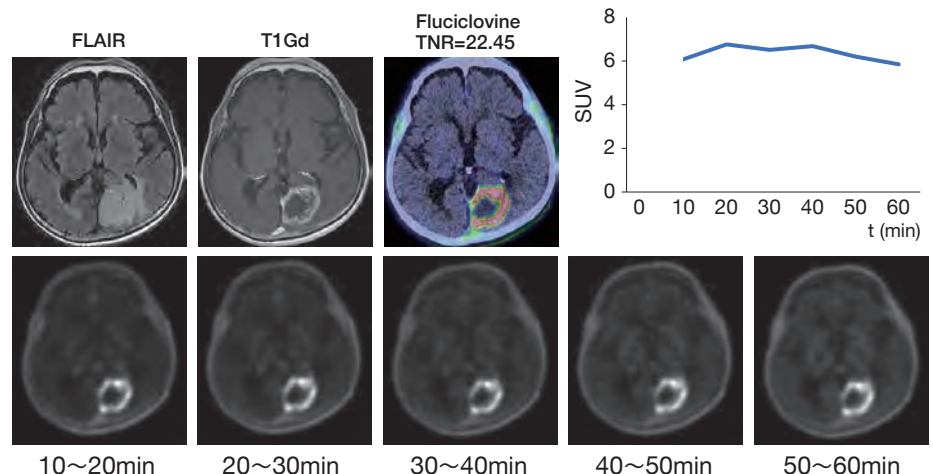 FLAIR
T1Gd
Fluciclovine
TNR=22.45
SUV
8
6
4
2
0
0 10 20 30 40 50 60
t (min)
10～20min
20～30min
30～40min
40～50min
50～60min